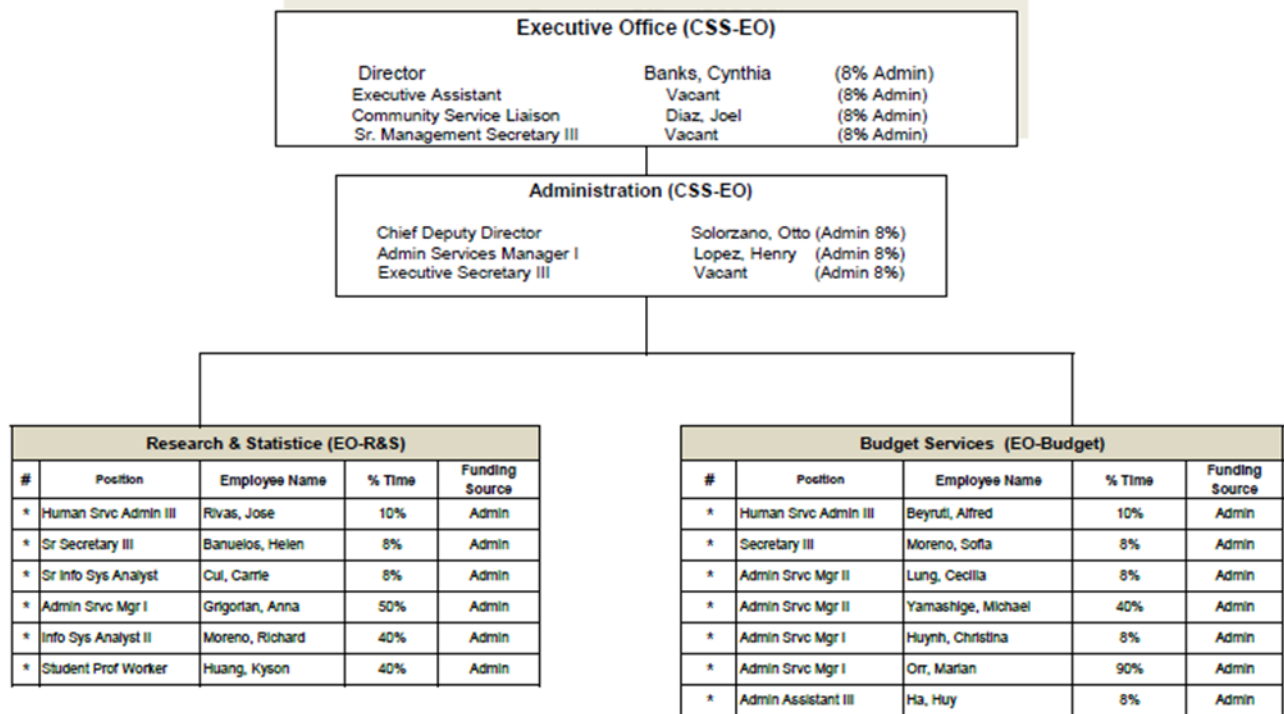 Executive Office (CSS-EO)
Director Banks, Cynthia (8% Admin)
Executive Assistant Vacant (8% Admin)
Community Service Liaison Diaz, Joel (8% Admin)
Sr. Management Secretary III Vacant (8% Admin)
Administration (CSS-EO)
Chief Deputy Director Solorzano, Otto (Admin 8%)
Admin Services Manager I Lopez, Henry (Admin 8%)
Executive Secretary III Vacant (Admin 8%)
Research & Statistice (EO-R&S)
# Position Employee Name % Time Funding Source
* Human Srvc Admin III Rivas, Jose 10% Admin
* Sr Secretary III Banuelos, Helen 8% Admin
* Sr Info Sys Analyst Cui, Carrie 8% Admin
* Admin Srvc Mgr I Grigorian, Anna 50% Admin
* Info Sys Analyst II Moreno, Richard 40% Admin
* Student Prof Worker Huang, Kyson 40% Admin
Budget Services (EO-Budget)
# Position Employee Name % Time Funding Source
* Human Srvc Admin III Beyruti, Alfred 10% Admin
* Secretary III Moreno, Sofia 8% Admin
* Admin Srvc Mgr II Lung, Cecilia 8% Admin
* Admin Srvc Mgr II Yamashige, Michael 40% Admin
* Admin Srvc Mgr I Huynh, Christina 8% Admin
* Admin Srvc Mgr I Orr, Marian 90% Admin
* Admin Assistant III Ha, Huy 8% Admin